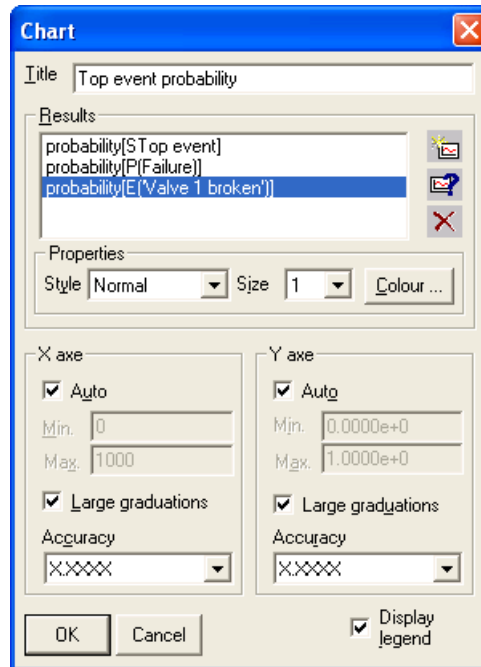 Chart
Title Top event probability
Results
probability[STop event]
probability[P(Failure)]
probability[E('Valve 1 broken')]
Properties
Style Normal Size 1 Colour ...
X axe Y axe
Auto Auto
Min. 0 Min. 0.0000e+0
Max. 1000 Max. 1.0000e+0
Large graduations Large graduations
Accuracy Accuracy
X.XXXX X.XXXX
OK Cancel Display
legend